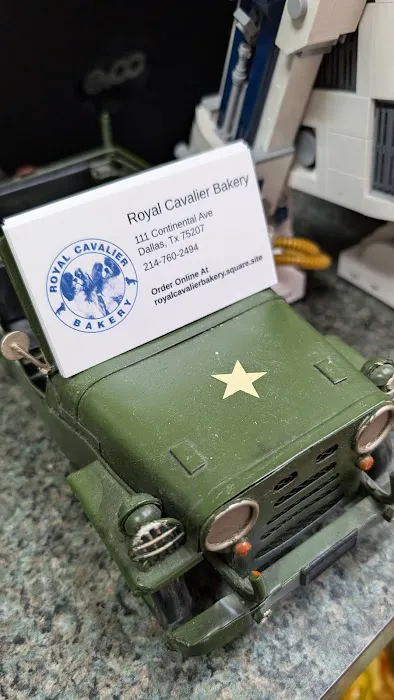 Royal Cavalier Bakery
111 Continental Ave
Dallas, Tx 75207
214-760-2494
Order Online At
royalcavalierbakery.square.site
ROYAL CAVALIER
BAKERY